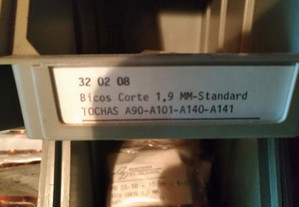 32 02 08
Bicos Corte 1,9 MM-Standard
TOCHAS A90-A101-A140-A141